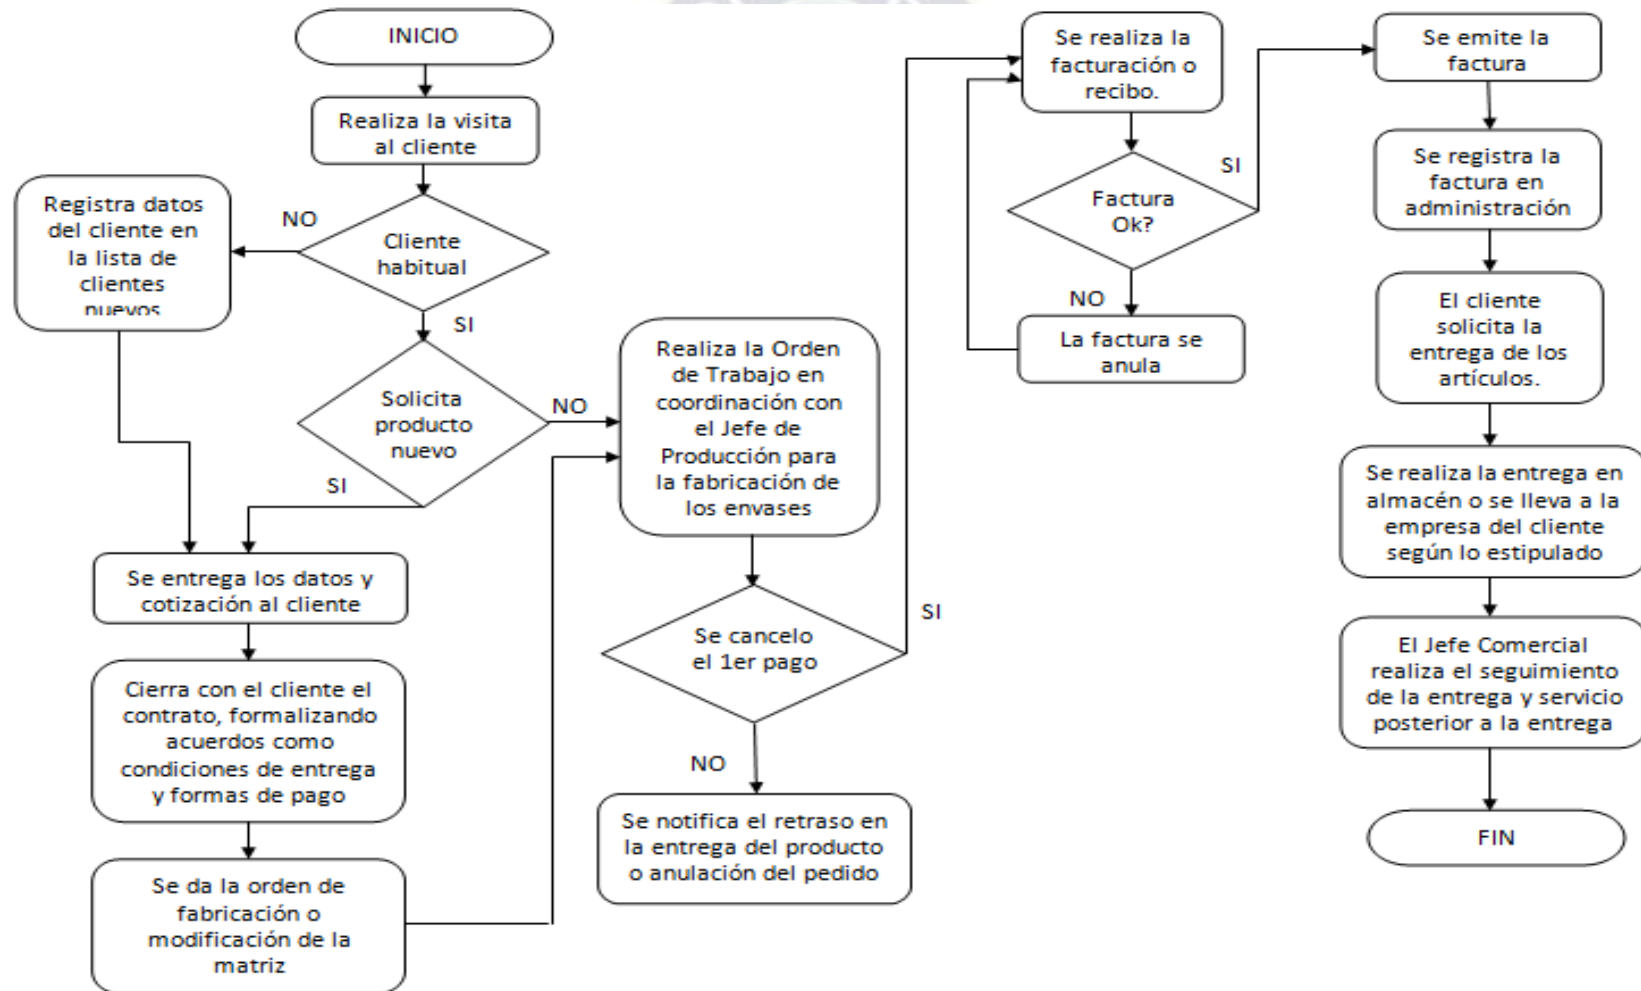 INICIO
Realiza la visita
al cliente
Registra datos
del cliente en
la lista de
clientes
nuevos
NO
Cliente
habitual
SI
Solicita
producto
nuevo
NO
SI
Se entrega los datos y
cotización al cliente
Cierra con el cliente el
contrato, formalizando
acuerdos como
condiciones de entrega
y formas de pago
Se da la orden de
fabricación o
modificación de la
matriz
Realiza la Orden
de Trabajo en
coordinación con
el Jefe de
Producción para
la fabricación de
los envases
Se cancelo
el 1er pago
SI
NO
Se notifica el retraso en
la entrega del producto
o anulación del pedido
Se realiza la
facturación o
recibo.
Factura
Ok?
SI
NO
La factura se
anula
Se emite la
factura
Se registra la
factura en
administración
El cliente
solicita la
entrega de los
artículos.
Se realiza la entrega en
almacén o se lleva a la
empresa del cliente
según lo estipulado
El Jefe Comercial
realiza el seguimiento
de la entrega y servicio
posterior a la entrega
FIN